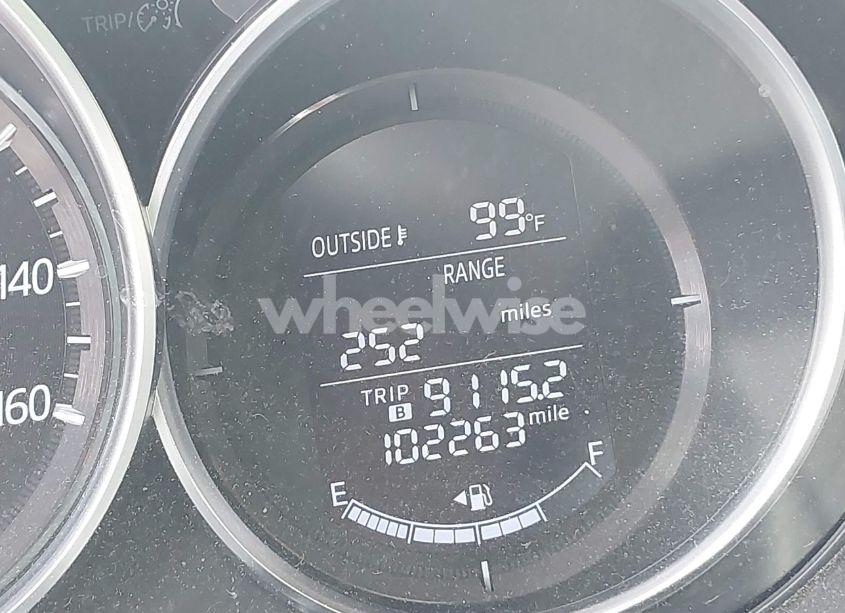 TRIP/
140
160
OUTSIDE 99°F
RANGE
wheelwise
252 miles
TRIP B 9115.2
102263 mile
E F